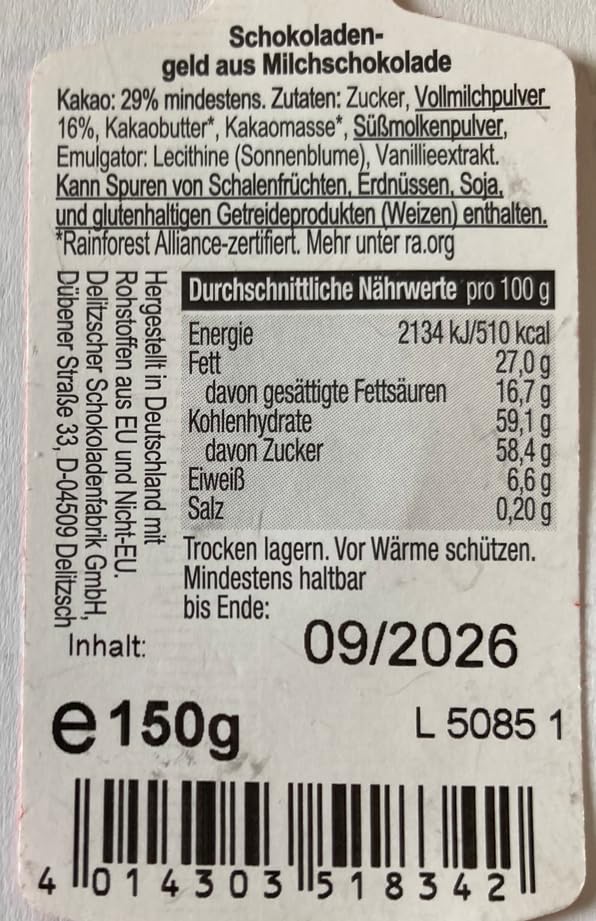 Schokoladen-
geld aus Milchschokolade
Kakao: 29% mindestens. Zutaten: Zucker, Vollmilchpulver
16%, Kakaobutter*, Kakaomasse*, Süßmolkenpulver,
Emulgator: Lecithine (Sonnenblume), Vanillieextrakt.
Kann Spuren von Schalenfrüchten, Erdnüssen, Soja,
und glutenhaltigen Getreideprodukten (Weizen) enthalten.
*Rainforest Alliance-zertifiert. Mehr unter ra.org
Hergestellt in Deutschland mit
Rohstoffen aus EU und Nicht-EU.
Delitzscher Schokoladenfabrik GmbH,
Dübener Straße 33, D-04509 Delitzsch
Durchschnittliche Nährwerte pro 100 g
Energie 2134 kJ/510 kcal
Fett 27,0 g
davon gesättigte Fettsäuren 16,7 g
Kohlenhydrate 59,1 g
davon Zucker 58,4 g
Eiweiß 6,6 g
Salz 0,20 g
Trocken lagern. Vor Wärme schützen.
Mindestens haltbar
bis Ende:
09/2026
Inhalt:
e 150g
L 5085 1
4 014303 518342